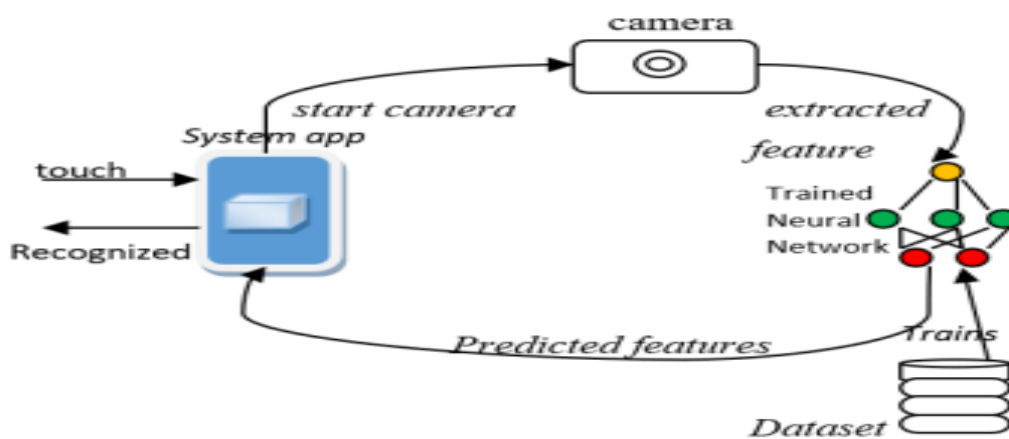 camera
start camera
extracted
feature
System app
touch
Recognized
Trained
Neural
Network
Predicted features
Trains
Dataset